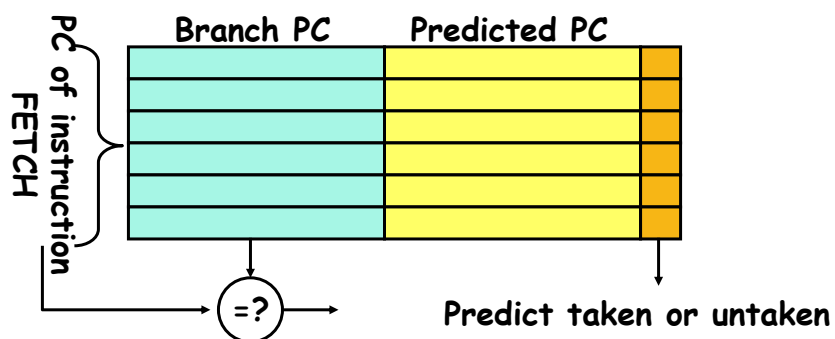 Branch PC
Predicted PC
PC of instruction
FETCH
=?
Predict taken or untaken